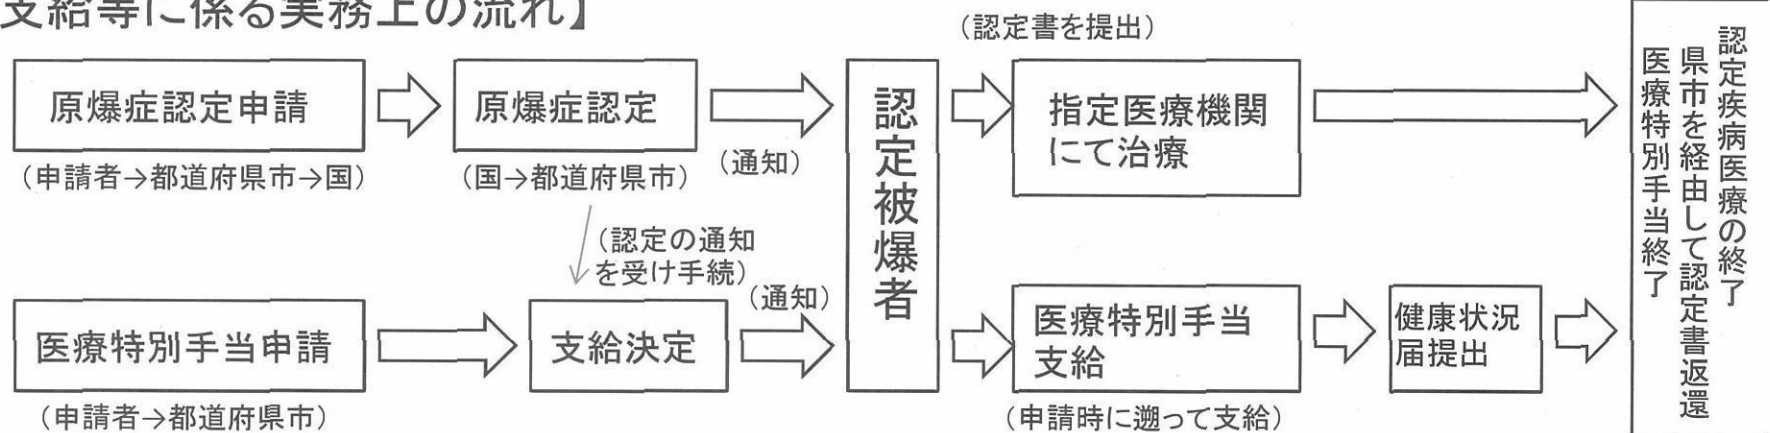 支給等に係る実務上の流れ】
原爆症認定申請
(申請者→都道府県市→国)
原爆症認定
(国→都道府県市)
(通知)
(認定の通知
を受け手続)
医療特別手当申請
(申請者→都道府県市)
支給決定
(通知)
認定被爆者
(認定書を提出)
指定医療機関
にて治療
医療特別手当
支給
(申請時に遡って支給)
健康状況
届提出
認定疾病医療の終了
県市を経由して認定書返還
医療特別手当終了